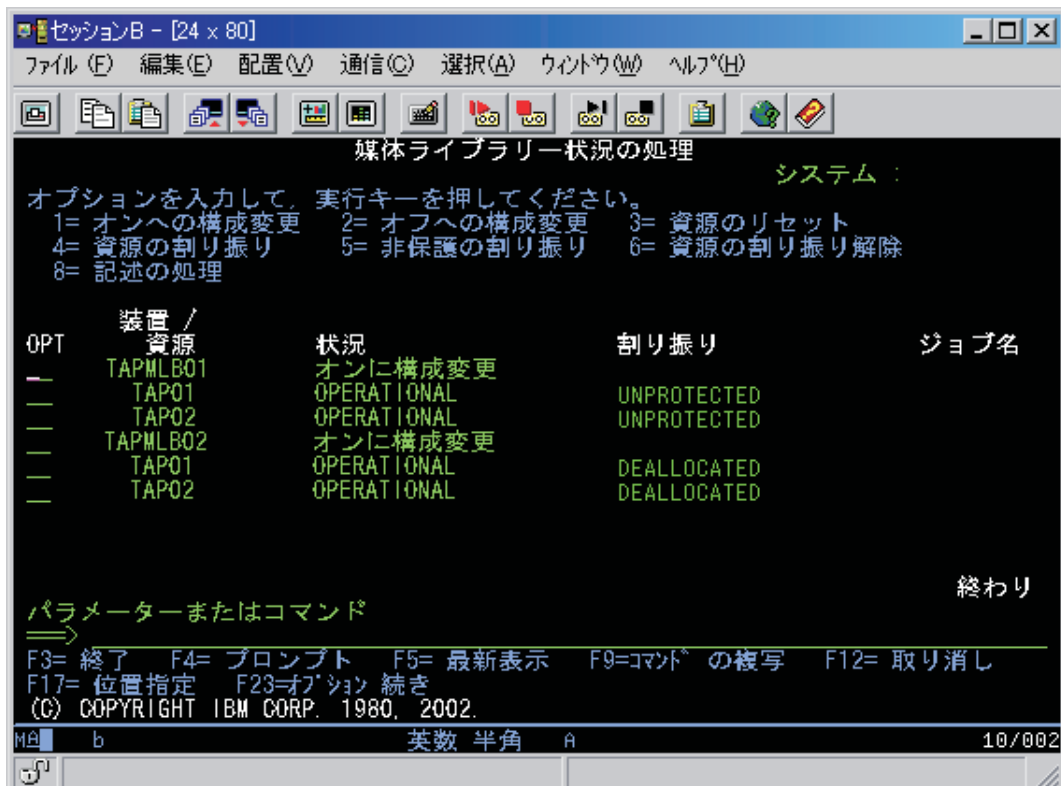 セッションB - [24 x 80]
ファイル(F) 編集(E) 配置(V) 通信(C) 選択(A) ウィンドウ(W) ヘルプ(H)
媒体ライブラリー状況の処理
システム :
オプションを入力して, 実行キーを押してください。
1= オンへの構成変更 2= オフへの構成変更 3= 資源のリセット
4= 資源の割り振り 5= 非保護の割り振り 6= 資源の割り振り解除
8= 記述の処理
装置 /
OPT 資源 状況 割り振り ジョブ名
__ TAPMLB01 オンに構成変更
__ TAP01 OPERATIONAL UNPROTECTED
__ TAP02 OPERATIONAL UNPROTECTED
__ TAPMLB02 オンに構成変更
__ TAP01 OPERATIONAL DEALLOCATED
__ TAP02 OPERATIONAL DEALLOCATED
終わり
パラメーターまたはコマンド
==>
F3= 終了 F4= プロンプト F5= 最新表示 F9=コマンド の複写 F12= 取り消し
F17= 位置指定 F23=オプション 続き
(C) COPYRIGHT IBM CORP. 1980, 2002.
MA b 英数 半角 A 10/002